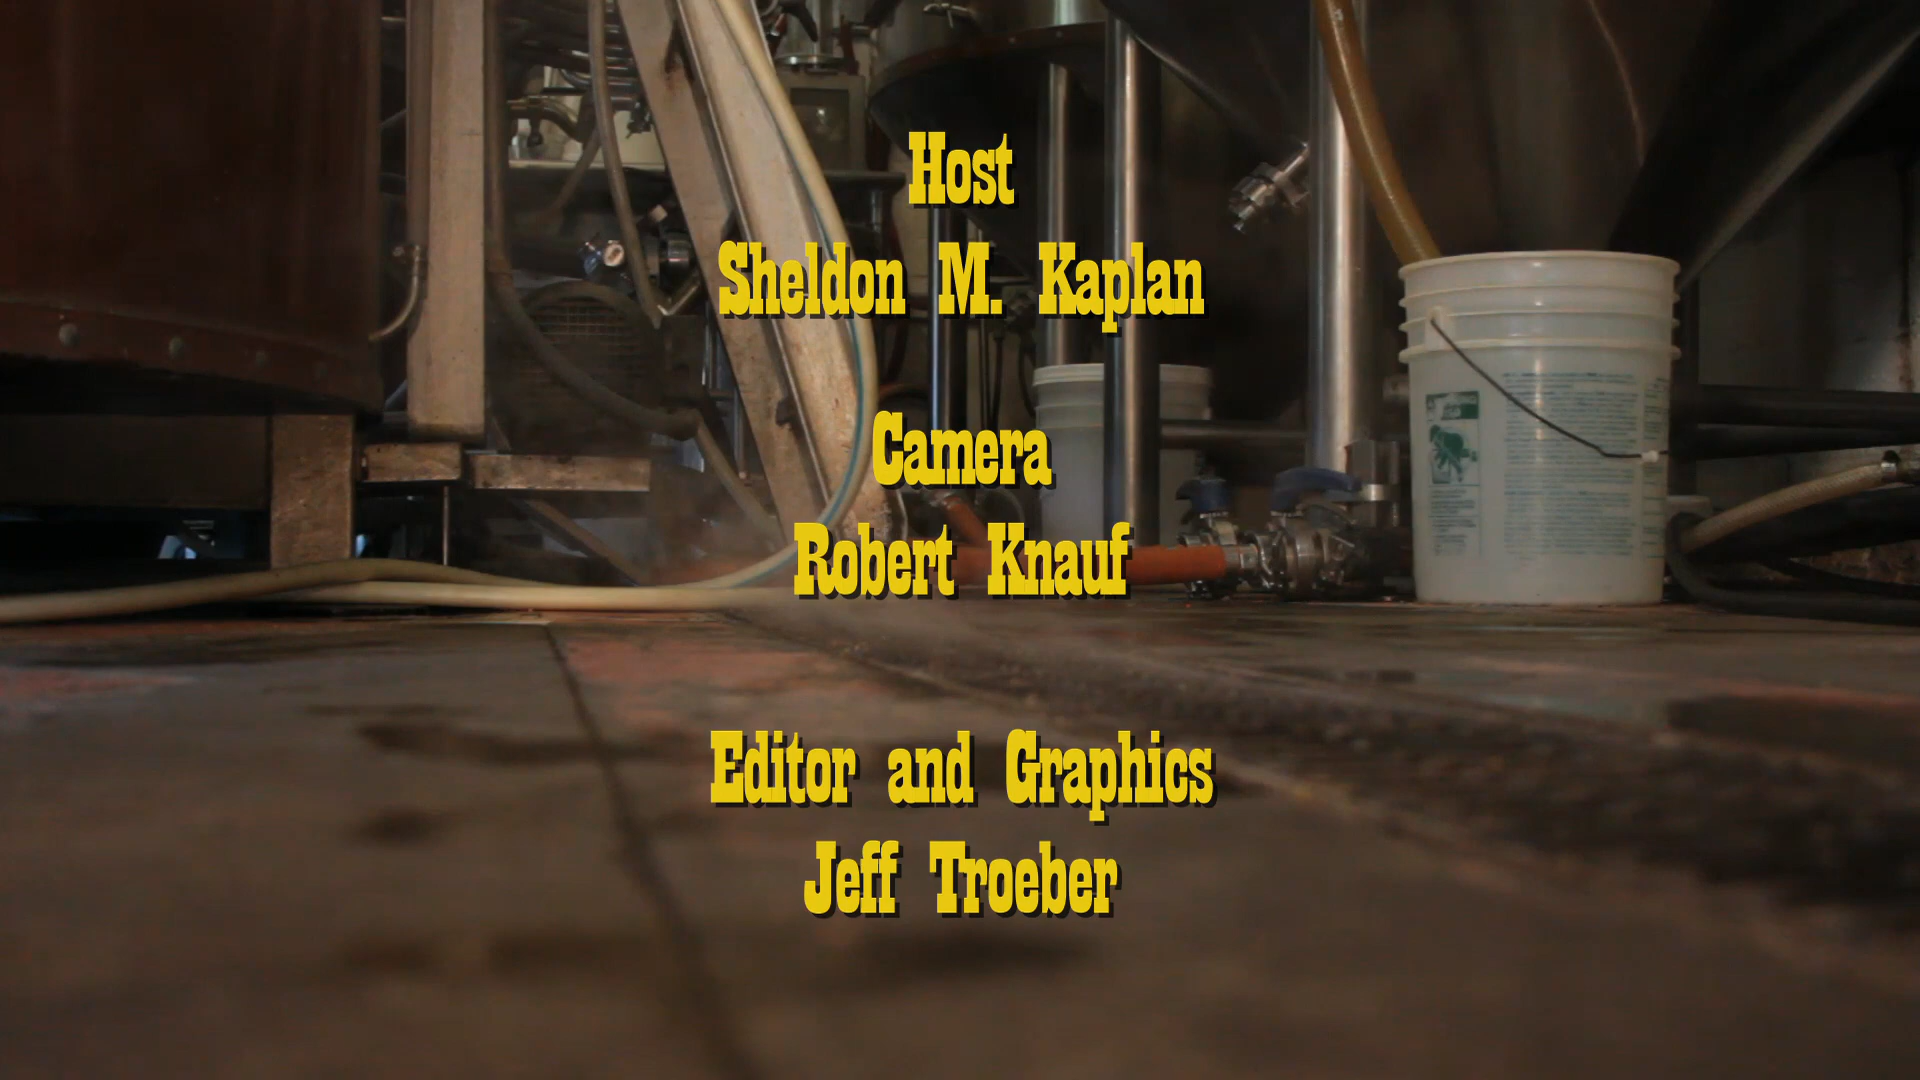 Host
Sheldon M. Kaplan
Camera
Robert Knauf
Editor and Graphics
Jeff Troeber